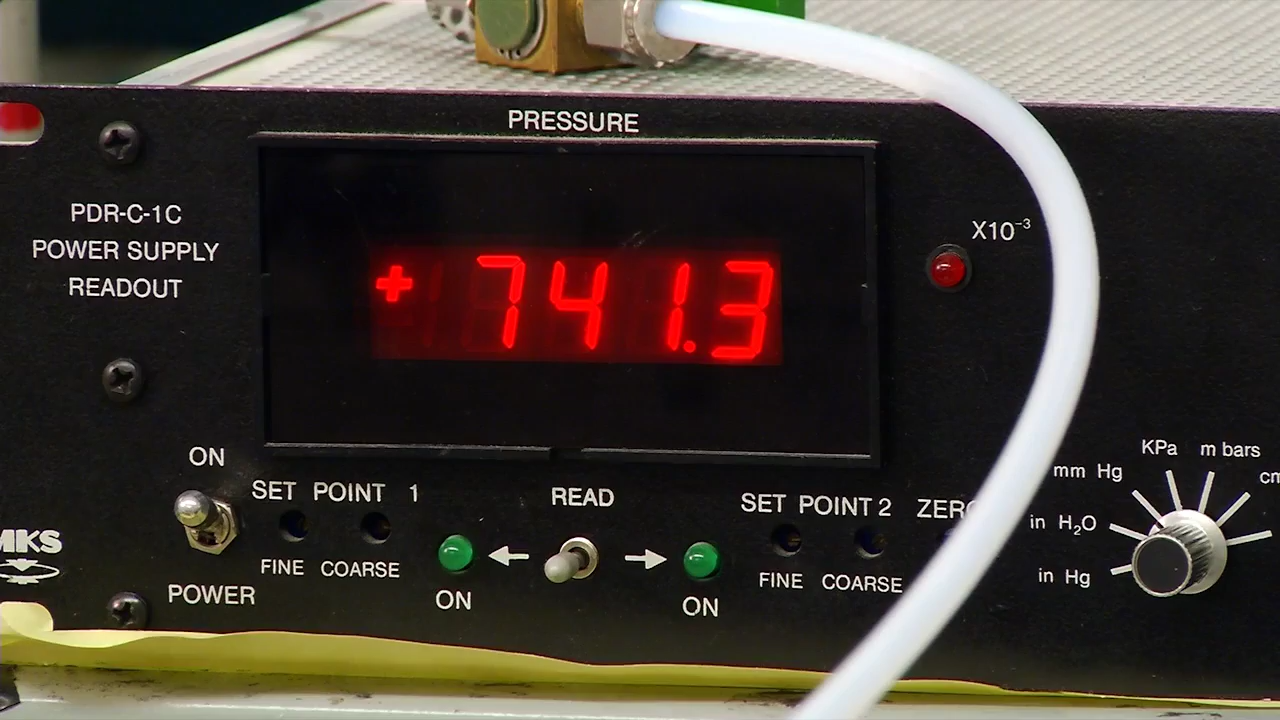 PRESSURE
PDR-C-1C
POWER SUPPLY
READOUT
+ 741.3
X10⁻³
ON
POWER
MKS
SET POINT 1
FINE COARSE
READ
ON
ON
SET POINT 2
FINE COARSE
KPa m bars
mm Hg
in H₂O
in Hg